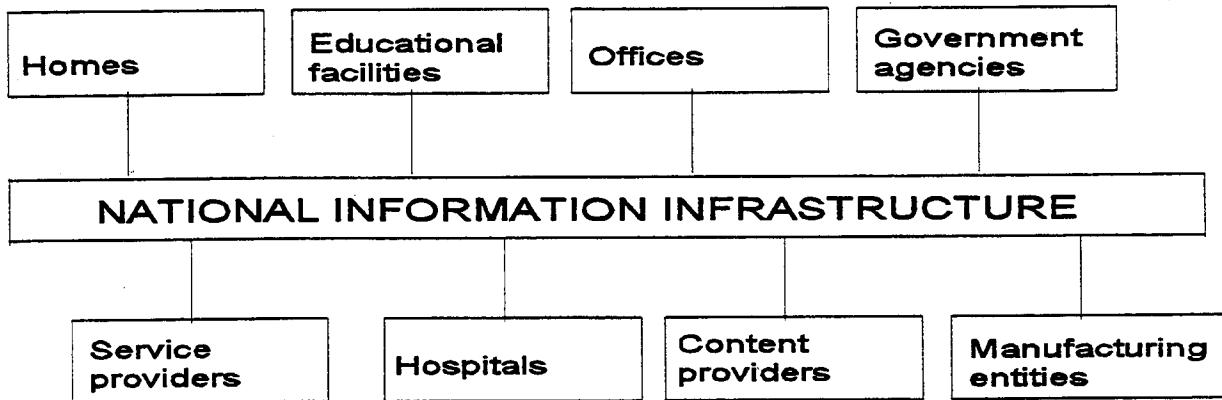 Homes
Educational
facilities
Offices
Government
agencies
NATIONAL INFORMATION INFRASTRUCTURE
Service
providers
Hospitals
Content
providers
Manufacturing
entities